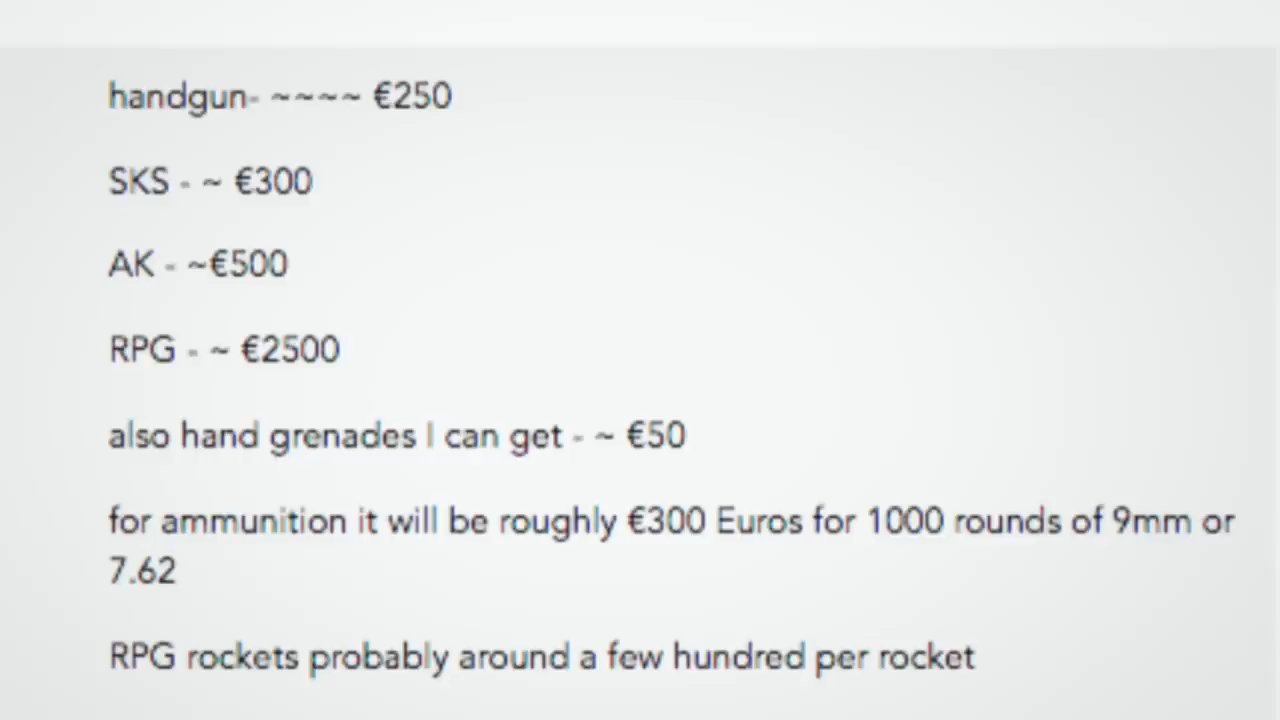 handgun- ~~~~ €250
SKS - ~ €300
AK - ~€500
RPG - ~ €2500
also hand grenades I can get - ~ €50
for ammunition it will be roughly €300 Euros for 1000 rounds of 9mm or
7.62
RPG rockets probably around a few hundred per rocket